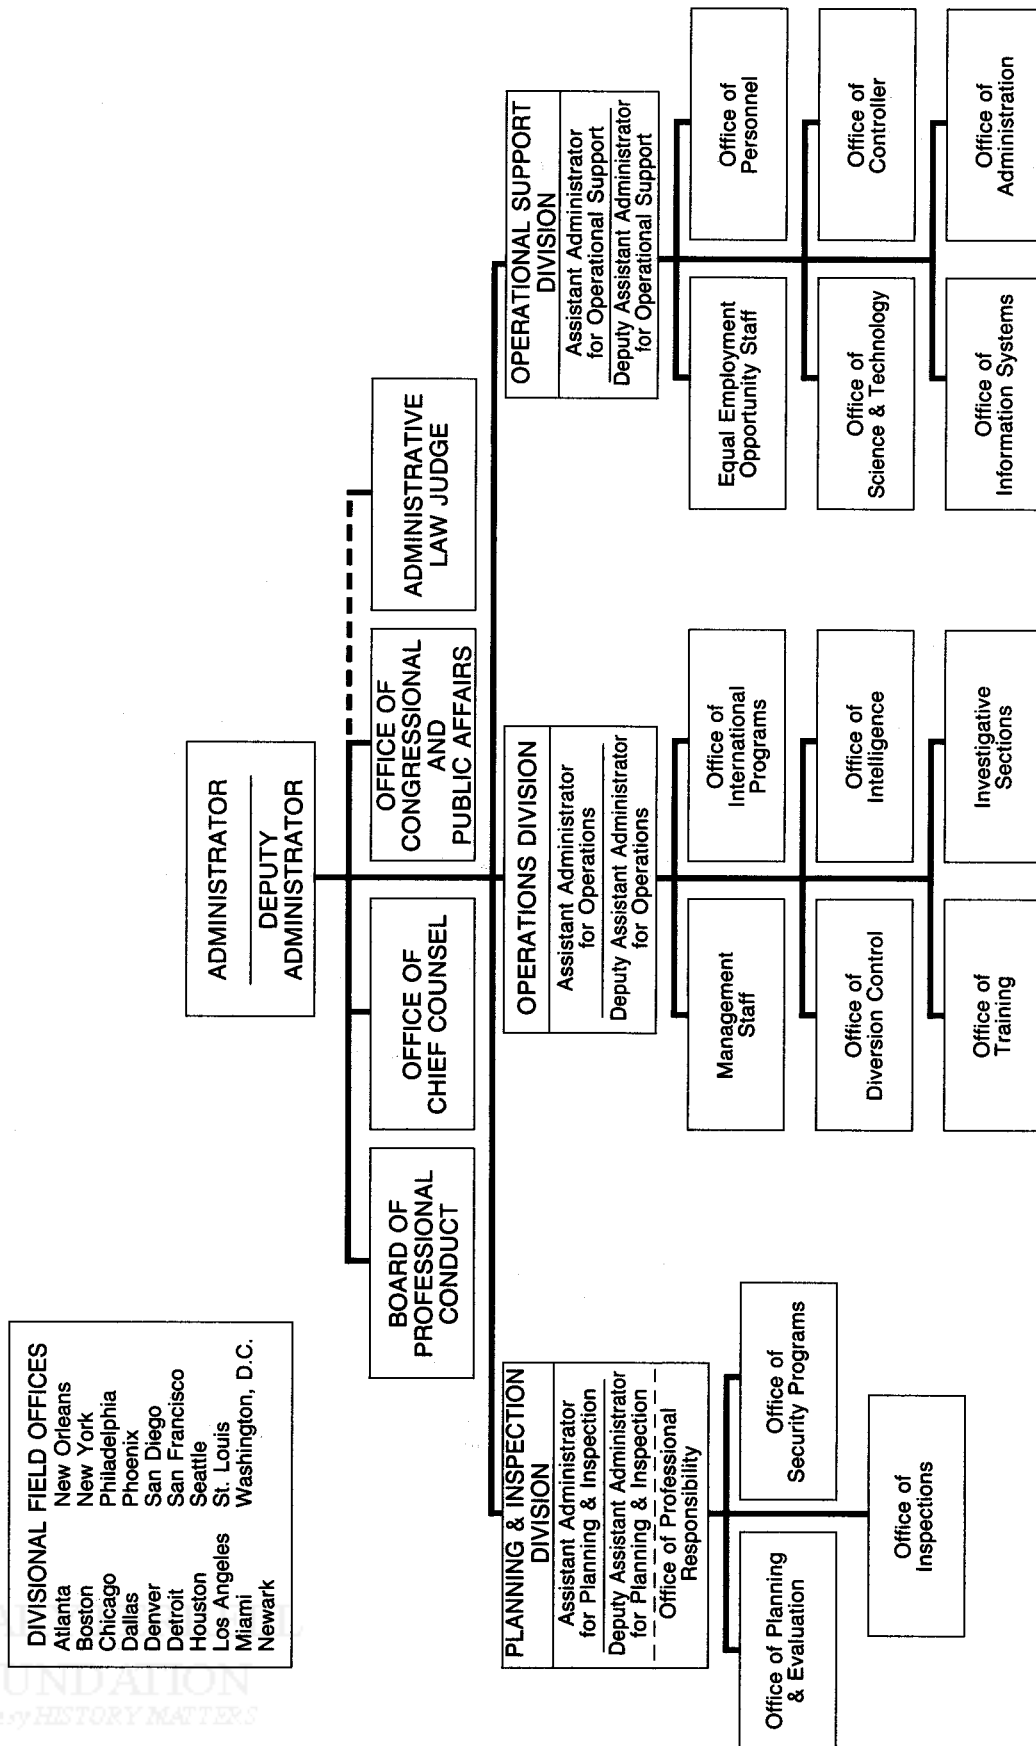 DIVISIONAL FIELD OFFICES
Atlanta New Orleans
Boston New York
Chicago Philadelphia
Dallas Phoenix
Denver San Diego
Detroit San Francisco
Houston Seattle
Los Angeles St. Louis
Miami Washington, D.C.
Newark
ADMINISTRATOR
DEPUTY
ADMINISTRATOR
BOARD OF
PROFESSIONAL
CONDUCT
OFFICE OF
CHIEF COUNSEL
OFFICE OF
CONGRESSIONAL
AND
PUBLIC AFFAIRS
ADMINISTRATIVE
LAW JUDGE
PLANNING & INSPECTION
DIVISION
Assistant Administrator
for Planning & Inspection
Deputy Assistant Administrator
for Planning & Inspection
Office of Professional
Responsibility
Office of Planning
& Evaluation
Office of
Security Programs
Office of
Inspections
OPERATIONS DIVISION
Assistant Administrator
for Operations
Deputy Assistant Administrator
for Operations
Management
Staff
Office of
International
Programs
Office of
Diversion Control
Office of
Intelligence
Office of
Training
Investigative
Sections
OPERATIONAL SUPPORT
DIVISION
Assistant Administrator
for Operational Support
Deputy Assistant Administrator
for Operational Support
Equal Employment
Opportunity Staff
Office of
Personnel
Office of
Science & Technology
Office of
Controller
Office of
Information Systems
Office of
Administration
HISTORY MATTERS